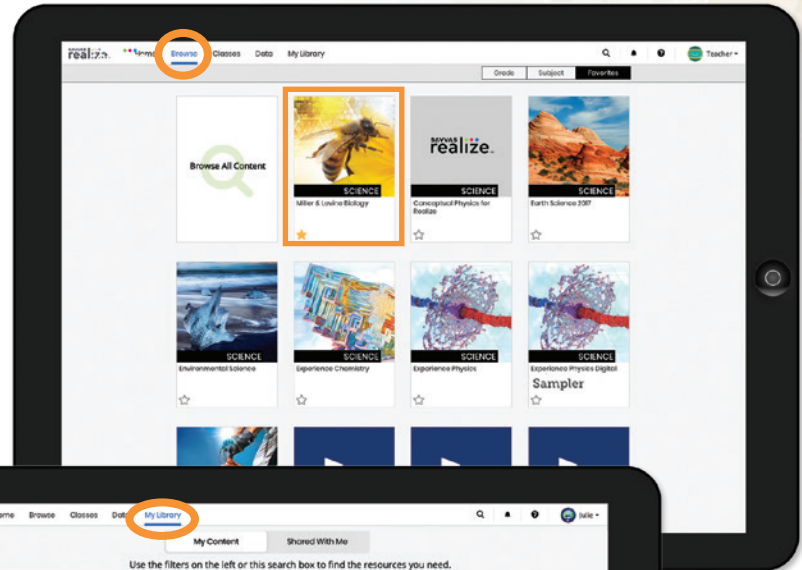 SAVVAS
realize. Home Browse Classes Data My Library Teacher
Grade Subject Favorites
Browse All Content
SCIENCE
Miller & Levine Biology
SAVVAS
realize.
SCIENCE
Conceptual Physics for
Realize
SCIENCE
Earth Science 2017
SCIENCE
Environmental Science
SCIENCE
Experience Chemistry
SCIENCE
Experience Physics
SCIENCE
Experience Physics Digital
Sampler
ome Browse Classes Data My Library Julie
My Content Shared With Me
Use the filters on the left or this search box to find the resources you need.